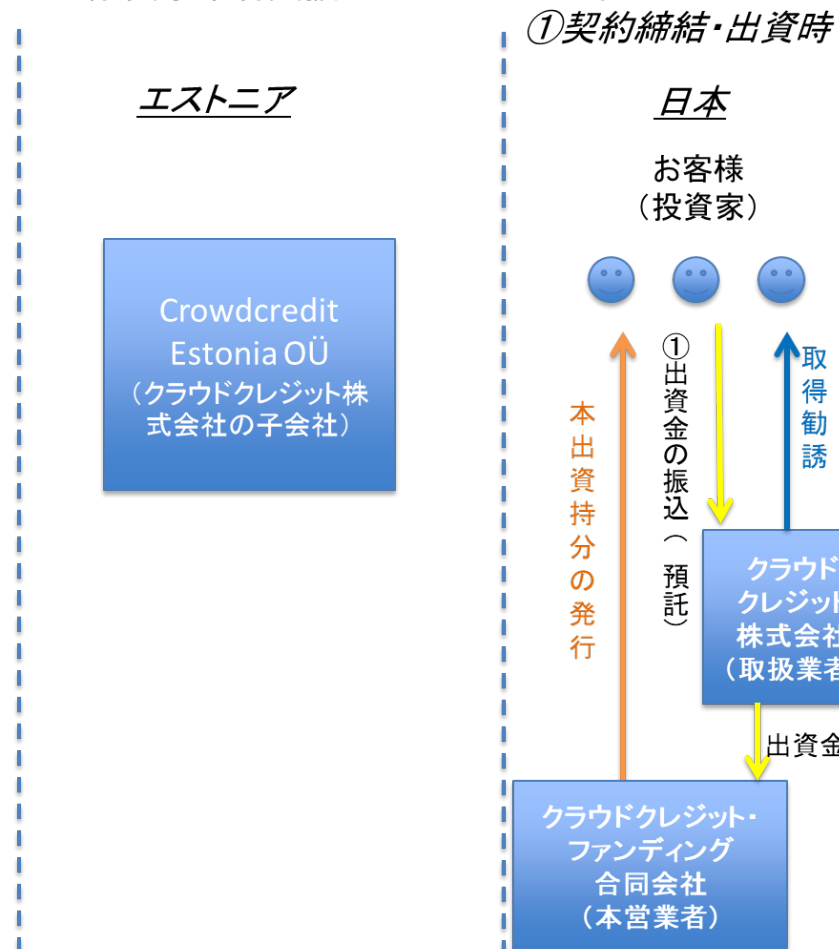 ①契約締結・出資時
エストニア
日本
お客様
（投資家）
Crowdcredit
Estonia OÜ
（クラウドクレジット株
式会社の子会社）
本出資持分の発行
①出資金の振込（預託）
取得勧誘
クラウド
クレジット
株式会社
（取扱業者
出資金
クラウドクレジット・
ファンディング
合同会社
（本営業者）